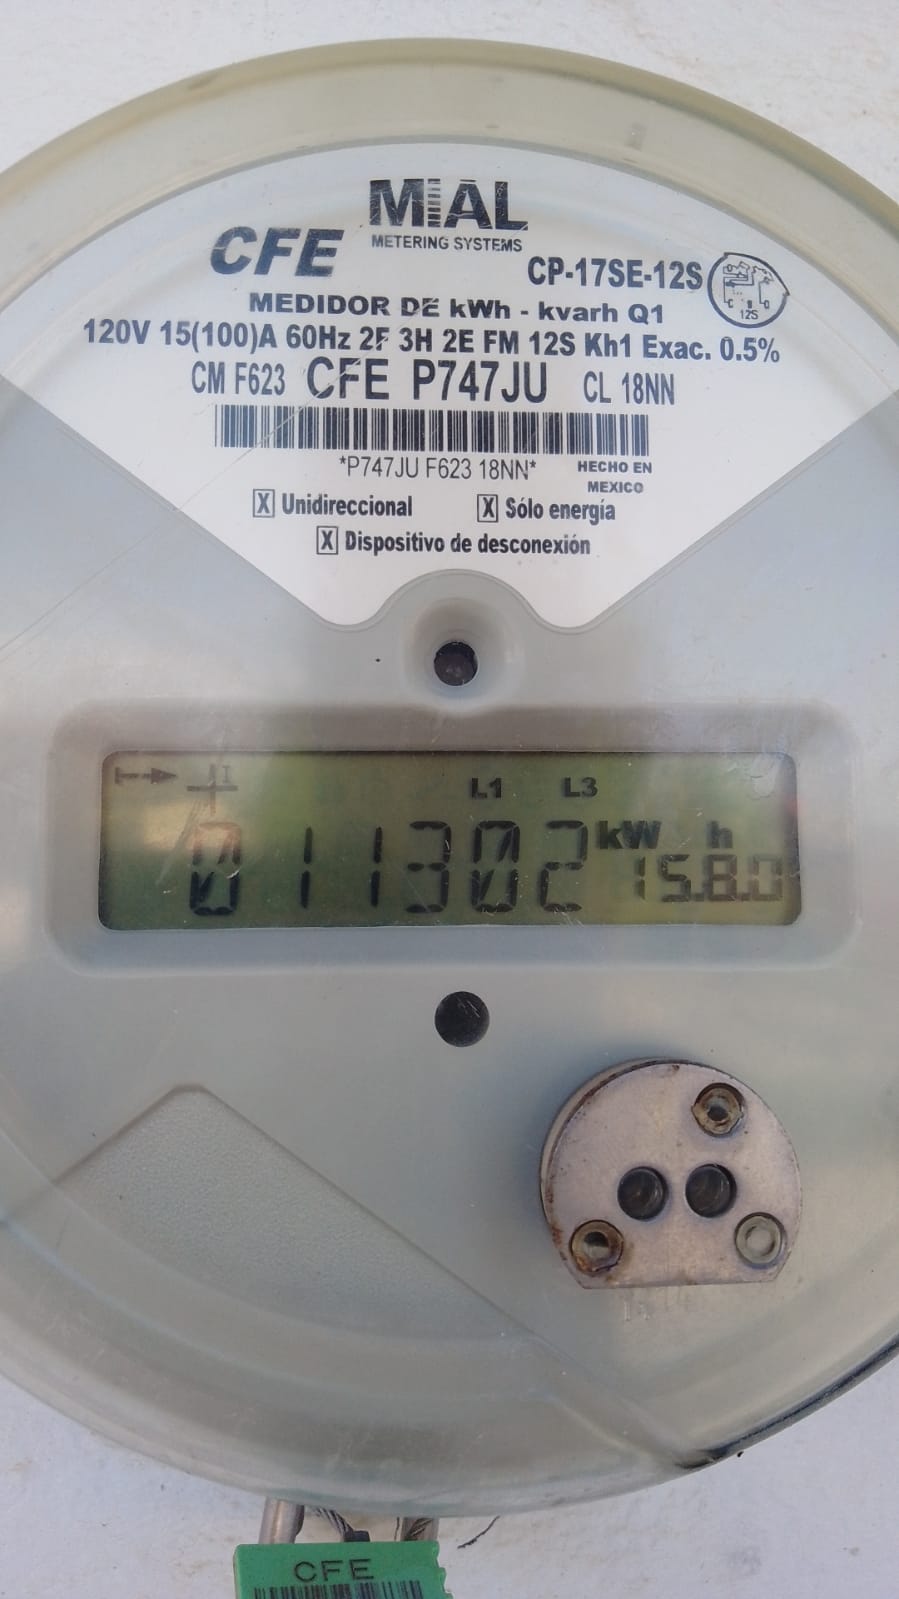 MIAL
METERING SYSTEMS
CFE
CP-17SE-12S
12S
MEDIDOR DE kWh - kvarh Q1
120V 15(100)A 60Hz 2F 3H 2E FM 12S Kh1 Exac. 0.5%
CM F623 CFE P747JU CL 18NN
*P747JU F623 18NN*
HECHO EN
MEXICO
X Unidireccional X Sólo energía
X Dispositivo de desconexión
L1 L3
011302 kW h 15.8.0
CFE